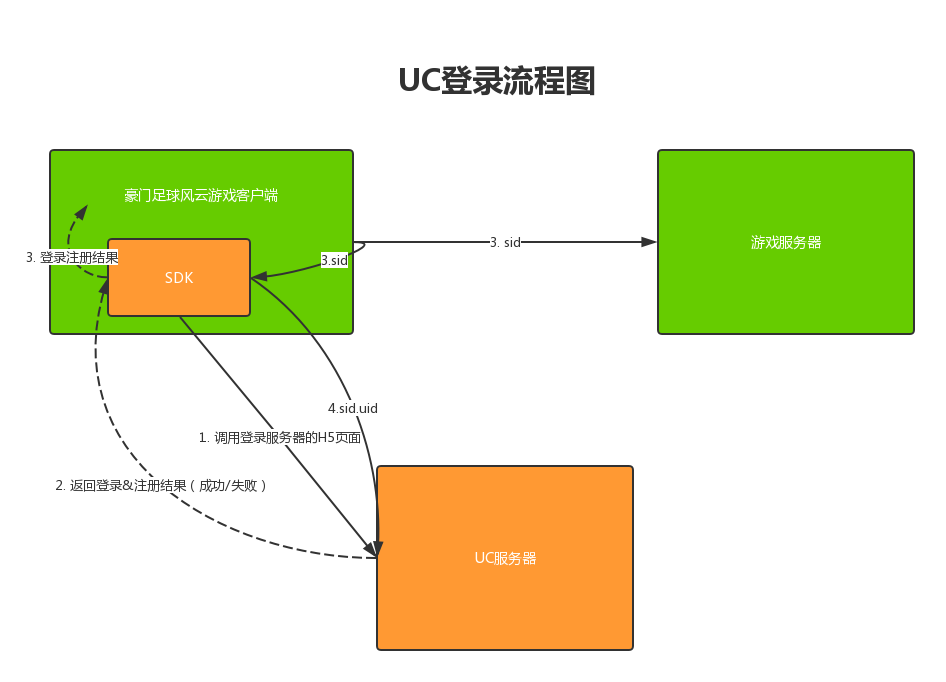 UC登录流程图
豪门足球风云游戏客户端
游戏服务器
3. sid
3. 登录注册结果
3.sid
SDK
4.sid.uid
1. 调用登录服务器的H5页面
2. 返回登录&注册结果（成功/失败）
UC服务器